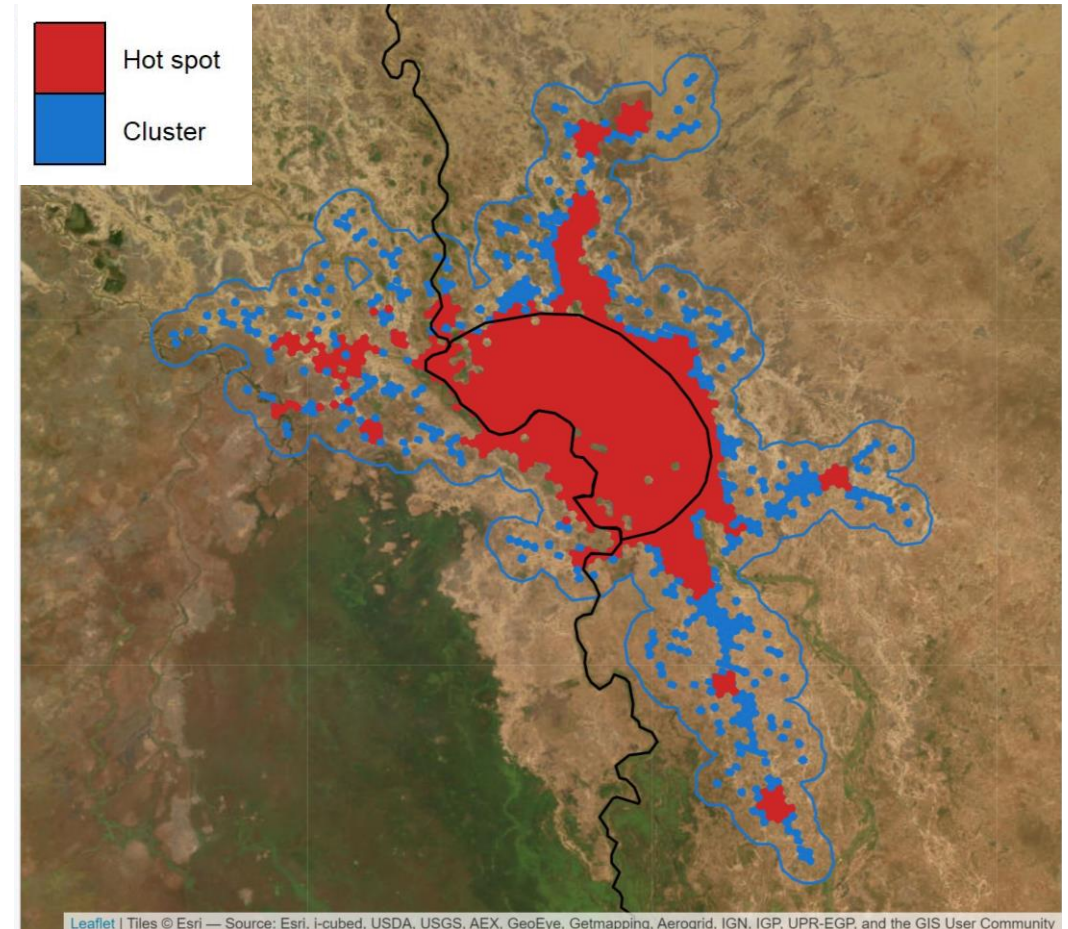 Hot spot
Cluster
Leaflet | Tiles © Esri — Source: Esri, i-cubed, USDA, USGS, AEX, GeoEye, Getmapping, Aerogrid, IGN, IGP, UPR-EGP, and the GIS User Community